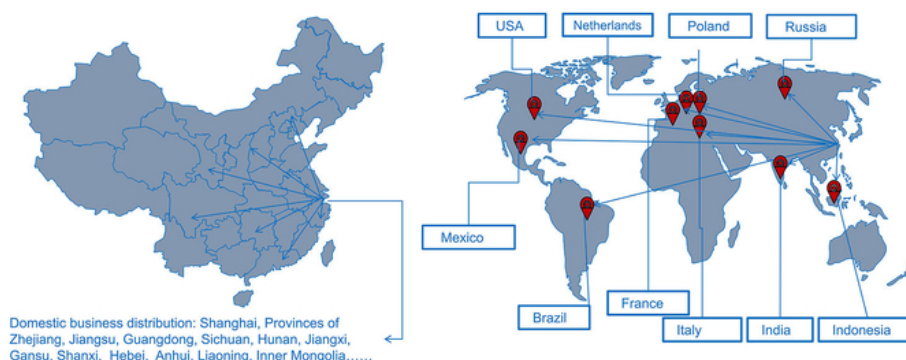 USA
Netherlands
Poland
Russia
Mexico
Brazil
France
Italy
India
Indonesia
Domestic business distribution: Shanghai, Provinces of
Zhejiang, Jiangsu, Guangdong, Sichuan, Hunan, Jiangxi,
Gansu, Shanxi, Hebei, Anhui, Liaoning, Inner Mongolia……